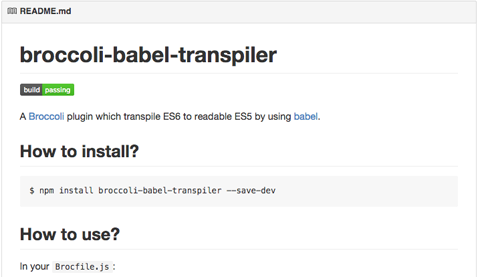 README.md
broccoli-babel-transpiler
build passing
A Broccoli plugin which transpile ES6 to readable ES5 by using babel.
How to install?
$ npm install broccoli-babel-transpiler --save-dev
How to use?
In your Brocfile.js :